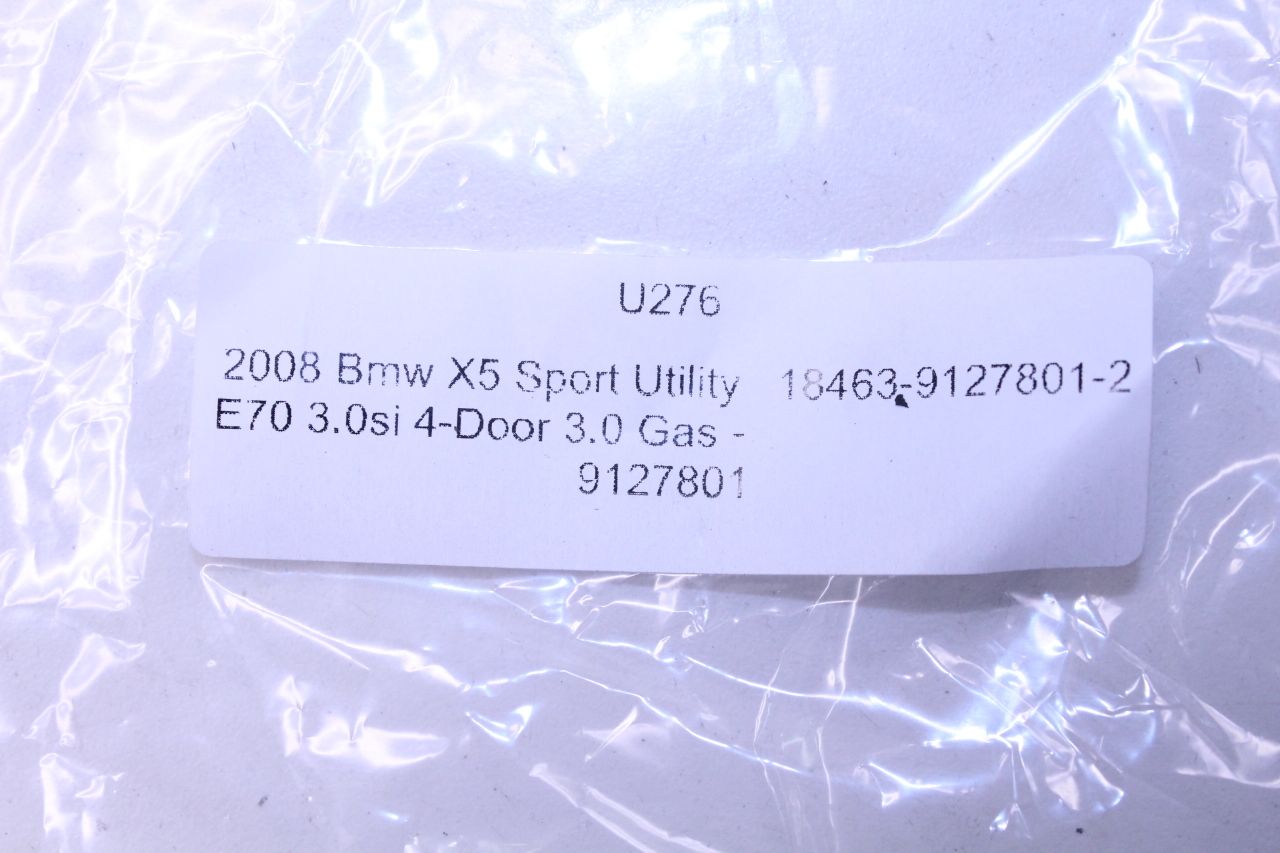 U276
2008 Bmw X5 Sport Utility 18463-9127801-2
E70 3.0si 4-Door 3.0 Gas -
9127801